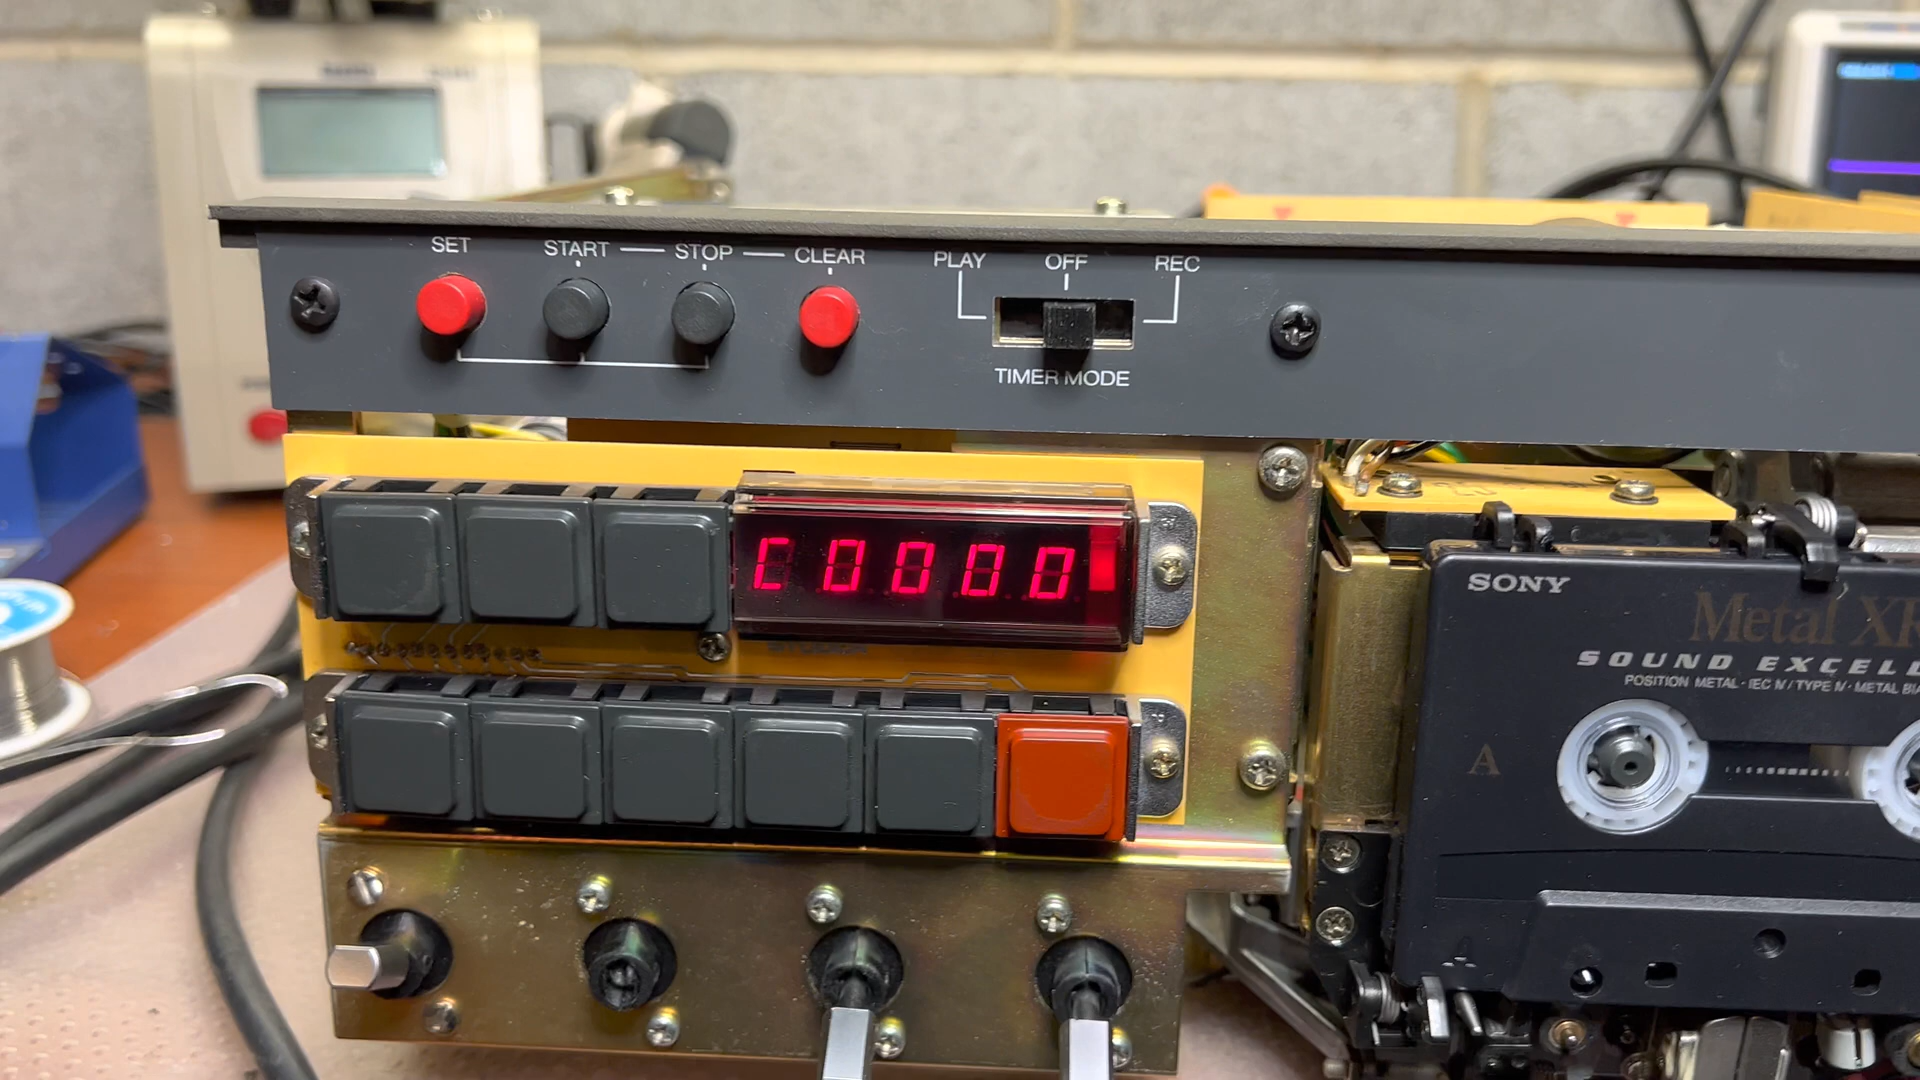 SET START STOP CLEAR
PLAY OFF REC
TIMER MODE
C0000
SONY
Metal XR
SOUND EXCELL
POSITION METAL · IEC IV / TYPE IV · METAL BIA
A